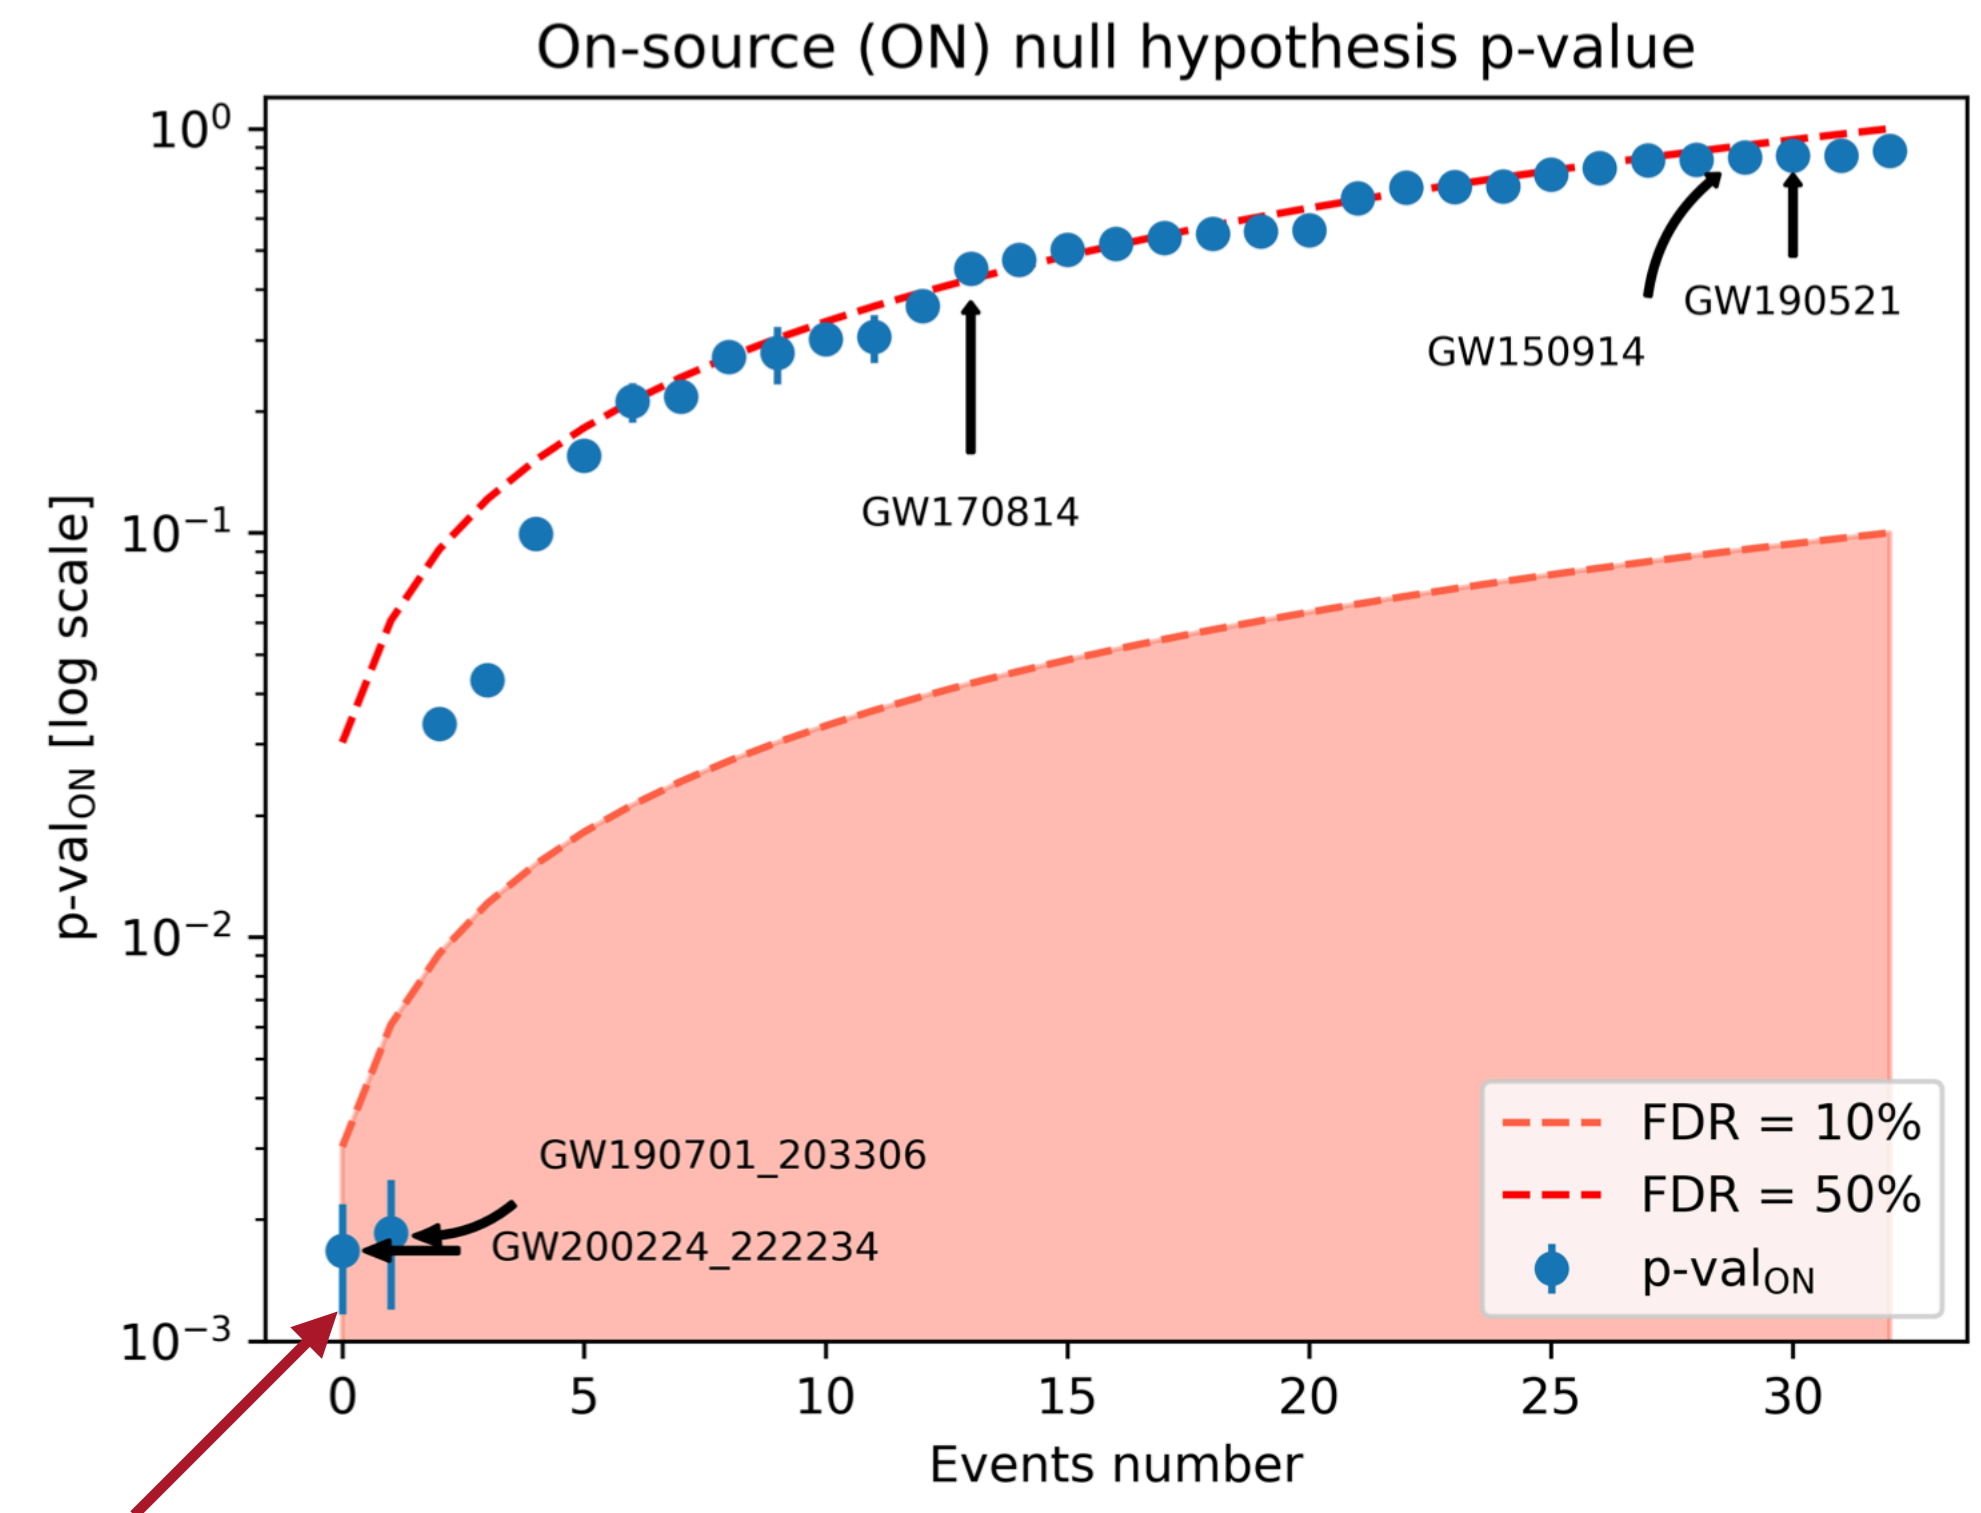 On-source (ON) null hypothesis p-value
10⁰
10⁻¹
10⁻²
10⁻³
p-val_ON [log scale]
GW190521
GW150914
GW170814
GW190701_203306
GW200224_222234
FDR = 10%
FDR = 50%
p-val_ON
0 5 10 15 20 25 30
Events number